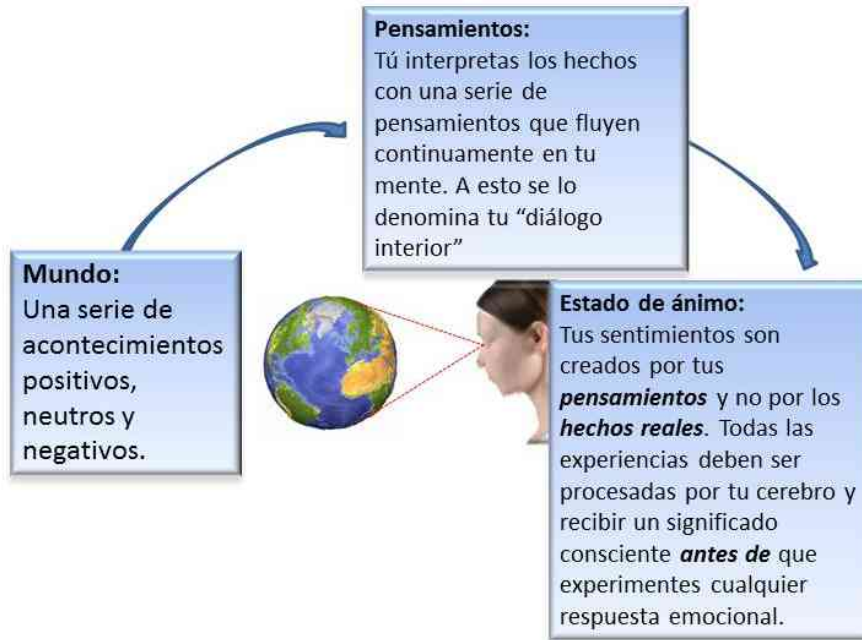 Mundo:
Una serie de
acontecimientos
positivos,
neutros y
negativos.
Pensamientos:
Tú interpretas los hechos
con una serie de
pensamientos que fluyen
continuamente en tu
mente. A esto se lo
denomina tu “diálogo
interior”
Estado de ánimo:
Tus sentimientos son
creados por tus
pensamientos y no por los
hechos reales. Todas las
experiencias deben ser
procesadas por tu cerebro y
recibir un significado
consciente antes de que
experimentes cualquier
respuesta emocional.